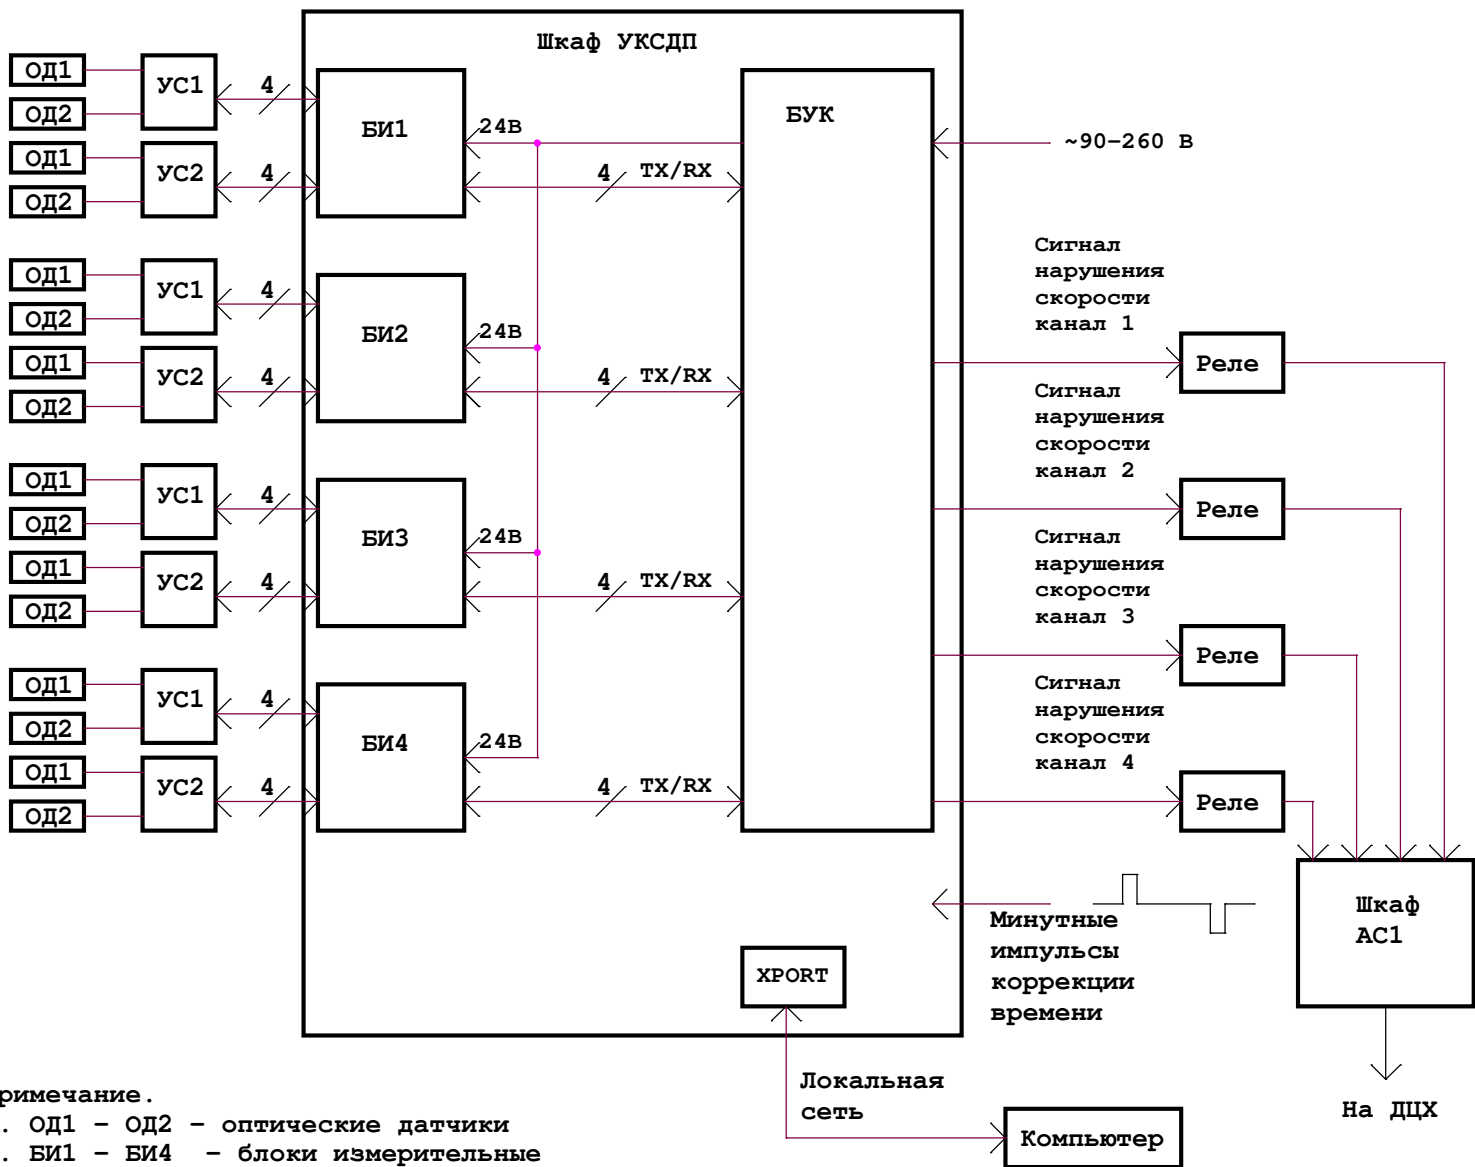 Шкаф УКСДП
ОД1
ОД2
ОД1
ОД2
УС1
УС2
4
4
БИ1
24В
4 TX/RX
БУК
~90-260 В
ОД1
ОД2
ОД1
ОД2
УС1
УС2
4
4
БИ2
24В
4 TX/RX
ОД1
ОД2
ОД1
ОД2
УС1
УС2
4
4
БИ3
24В
4 TX/RX
ОД1
ОД2
ОД1
ОД2
УС1
УС2
4
4
БИ4
24В
4 TX/RX
Сигнал
нарушения
скорости
канал 1
Реле
Сигнал
нарушения
скорости
канал 2
Реле
Сигнал
нарушения
скорости
канал 3
Реле
Сигнал
нарушения
скорости
канал 4
Реле
Минутные
импульсы
коррекции
времени
Шкаф
АС1
На ДЦХ
XPORT
Локальная
сеть
Компьютер
римечание.
. ОД1 - ОД2 - оптические датчики
. БИ1 - БИ4 - блоки измерительные